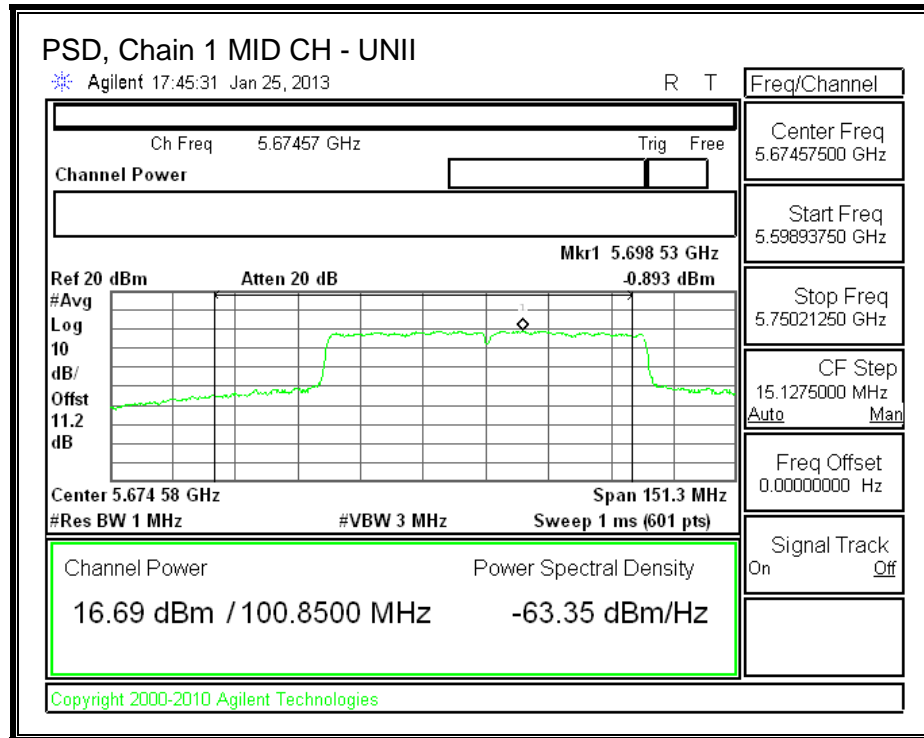 PSD, Chain 1 MID CH - UNII
Agilent 17:45:31 Jan 25, 2013 R T
Ch Freq 5.67457 GHz Trig Free
Channel Power
Mkr1 5.698 53 GHz
Ref 20 dBm Atten 20 dB -0.893 dBm
#Avg
Log
10
dB/
Offst
11.2
dB
1
Center 5.674 58 GHz Span 151.3 MHz
#Res BW 1 MHz #VBW 3 MHz Sweep 1 ms (601 pts)
Channel Power Power Spectral Density
16.69 dBm / 100.8500 MHz -63.35 dBm/Hz
Copyright 2000-2010 Agilent Technologies
Freq/Channel
Center Freq
5.67457500 GHz
Start Freq
5.59893750 GHz
Stop Freq
5.75021250 GHz
CF Step
15.1275000 MHz
Auto Man
Freq Offset
0.00000000 Hz
Signal Track
On Off